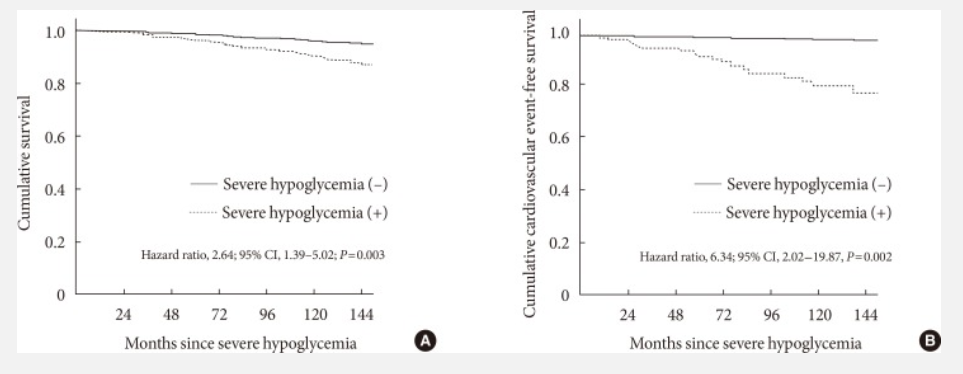 Cumulative survival
1.0
0.8
0.6
0.4
0.2
0
Severe hypoglycemia (–)
Severe hypoglycemia (+)
Hazard ratio, 2.64; 95% CI, 1.39–5.02; P=0.003
24 48 72 96 120 144
Months since severe hypoglycemia
A
Cumulative cardiovascular event-free survival
1.0
0.8
0.6
0.4
0.2
0
Severe hypoglycemia (–)
Severe hypoglycemia (+)
Hazard ratio, 6.34; 95% CI, 2.02–19.87, P=0.002
24 48 72 96 120 144
Months since severe hypoglycemia
B